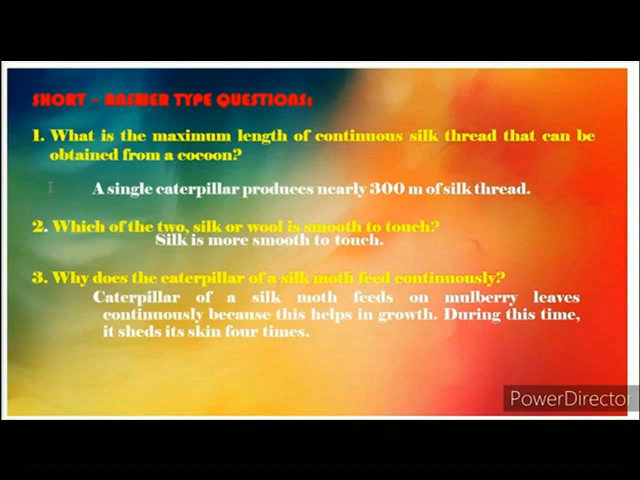 SHORT – ANSWER TYPE QUESTIONS:
1. What is the maximum length of continuous silk thread that can be
obtained from a cocoon?
A single caterpillar produces nearly 300 m of silk thread.
2. Which of the two, silk or wool is smooth to touch?
Silk is more smooth to touch.
3. Why does the caterpillar of a silk moth feed continuously?
Caterpillar of a silk moth feeds on mulberry leaves
continuously because this helps in growth. During this time,
it sheds its skin four times.
PowerDirector